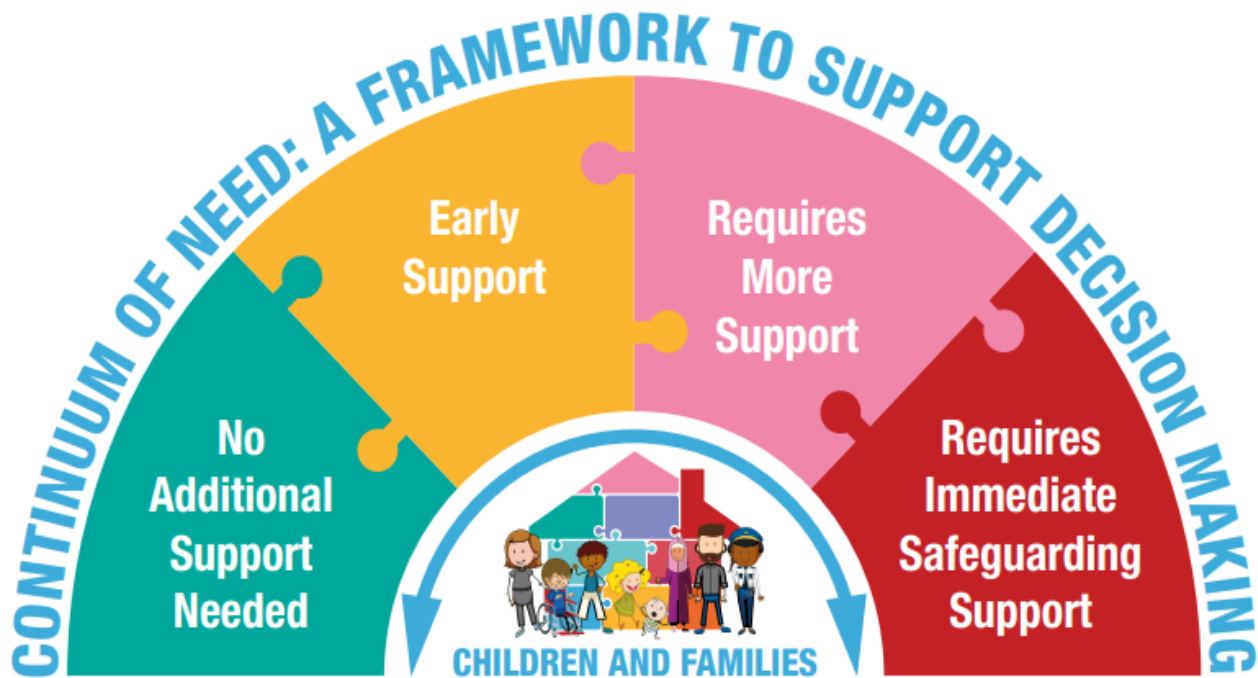 CONTINUUM OF NEED: A FRAMEWORK TO SUPPORT DECISION MAKING
No
Additional
Support
Needed
Early
Support
Requires
More
Support
Requires
Immediate
Safeguarding
Support
CHILDREN AND FAMILIES